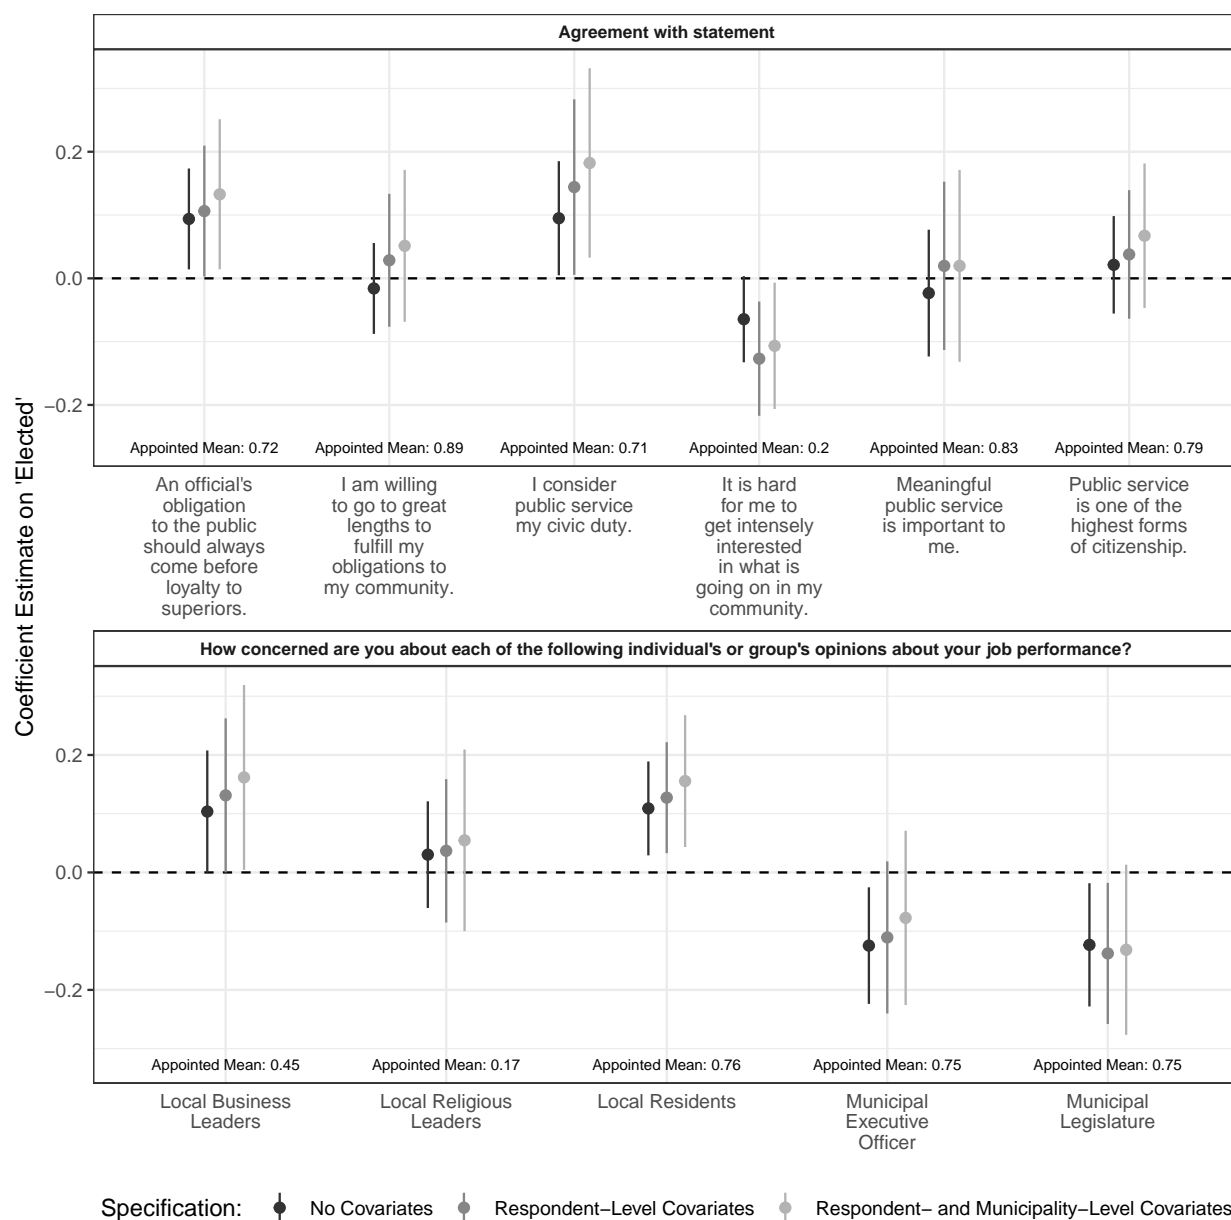 Agreement with statement
Coefficient Estimate on 'Elected'
0.2
0.0
−0.2
Appointed Mean: 0.72
Appointed Mean: 0.89
Appointed Mean: 0.71
Appointed Mean: 0.2
Appointed Mean: 0.83
Appointed Mean: 0.79
An official's
obligation
to the public
should always
come before
loyalty to
superiors.
I am willing
to go to great
lengths to
fulfill my
obligations to
my community.
I consider
public service
my civic duty.
It is hard
for me to
get intensely
interested
in what is
going on in my
community.
Meaningful
public service
is important to
me.
Public service
is one of the
highest forms
of citizenship.
How concerned are you about each of the following individual's or group's opinions about your job performance?
0.2
0.0
−0.2
Appointed Mean: 0.45
Appointed Mean: 0.17
Appointed Mean: 0.76
Appointed Mean: 0.75
Appointed Mean: 0.75
Local Business
Leaders
Local Religious
Leaders
Local Residents
Municipal
Executive
Officer
Municipal
Legislature
Specification:
No Covariates
Respondent−Level Covariates
Respondent− and Municipality−Level Covariates